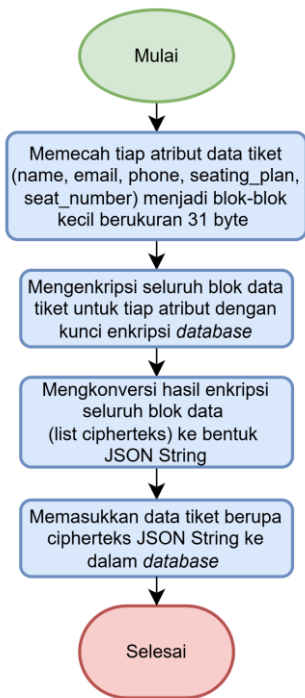 Mulai
Memecah tiap atribut data tiket
(name, email, phone, seating_plan,
seat_number) menjadi blok-blok
kecil berukuran 31 byte
Mengenkripsi seluruh blok data
tiket untuk tiap atribut dengan
kunci enkripsi database
Mengkonversi hasil enkripsi
seluruh blok data
(list cipherteks) ke bentuk
JSON String
Memasukkan data tiket berupa
cipherteks JSON String ke
dalam database
Selesai